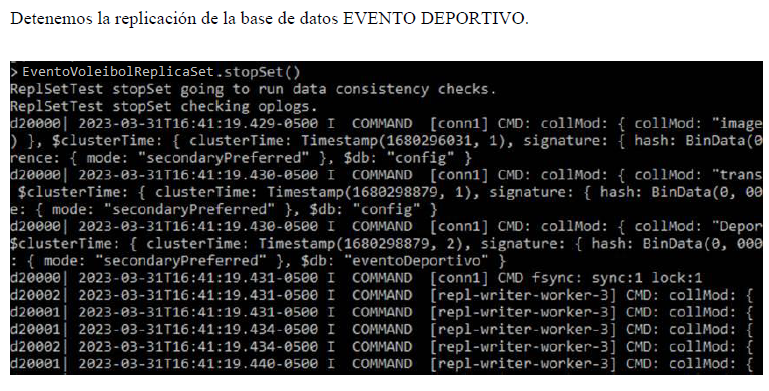 Detenemos la replicación de la base de datos EVENTO DEPORTIVO.
> EventoVoleibolReplicaSet.stopSet()
ReplSetTest stopSet going to run data consistency checks.
ReplSetTest stopSet checking oplogs.
d20000| 2023-03-31T16:41:19.429-0500 I  COMMAND  [conn1] CMD: collMod: { collMod: "image
) }, $clusterTime: { clusterTime: Timestamp(1680296031, 1), signature: { hash: BinData(0
rence: { mode: "secondaryPreferred" }, $db: "config" }
d20000| 2023-03-31T16:41:19.430-0500 I  COMMAND  [conn1] CMD: collMod: { collMod: "trans
 $clusterTime: { clusterTime: Timestamp(1680298879, 1), signature: { hash: BinData(0, 00
e: { mode: "secondaryPreferred" }, $db: "config" }
d20000| 2023-03-31T16:41:19.430-0500 I  COMMAND  [conn1] CMD: collMod: { collMod: "Depor
$clusterTime: { clusterTime: Timestamp(1680298879, 2), signature: { hash: BinData(0, 000
: { mode: "secondaryPreferred" }, $db: "eventoDeportivo" }
d20000| 2023-03-31T16:41:19.431-0500 I  COMMAND  [conn1] CMD fsync: sync:1 lock:1
d20002| 2023-03-31T16:41:19.431-0500 I  COMMAND  [repl-writer-worker-3] CMD: collMod: {
d20001| 2023-03-31T16:41:19.431-0500 I  COMMAND  [repl-writer-worker-3] CMD: collMod: {
d20001| 2023-03-31T16:41:19.434-0500 I  COMMAND  [repl-writer-worker-3] CMD: collMod: {
d20002| 2023-03-31T16:41:19.434-0500 I  COMMAND  [repl-writer-worker-3] CMD: collMod: {
d20001| 2023-03-31T16:41:19.440-0500 I  COMMAND  [repl-writer-worker-3] CMD: collMod: {